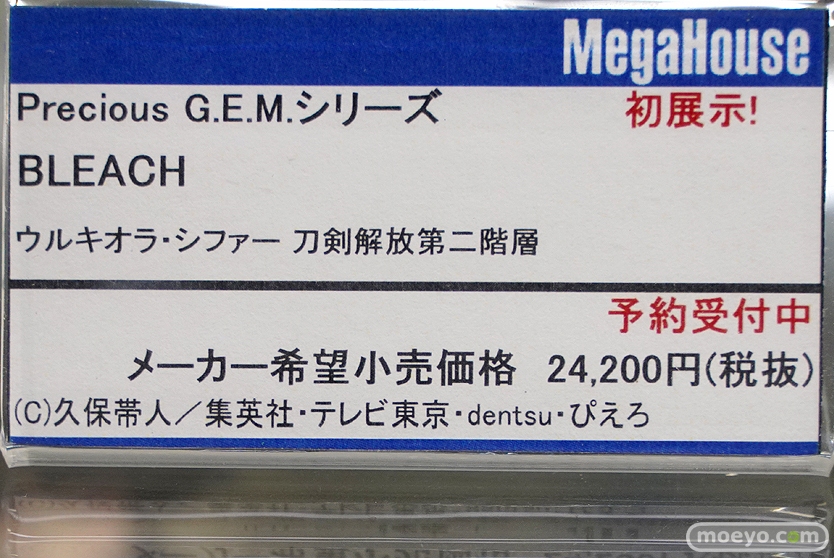 MegaHouse
Precious G.E.M.シリーズ 初展示!
BLEACH
ウルキオラ・シファー 刀剣解放第二階層
予約受付中
メーカー希望小売価格 24,200円(税抜)
(C)久保帯人／集英社・テレビ東京・dentsu・ぴえろ
moeyo.com